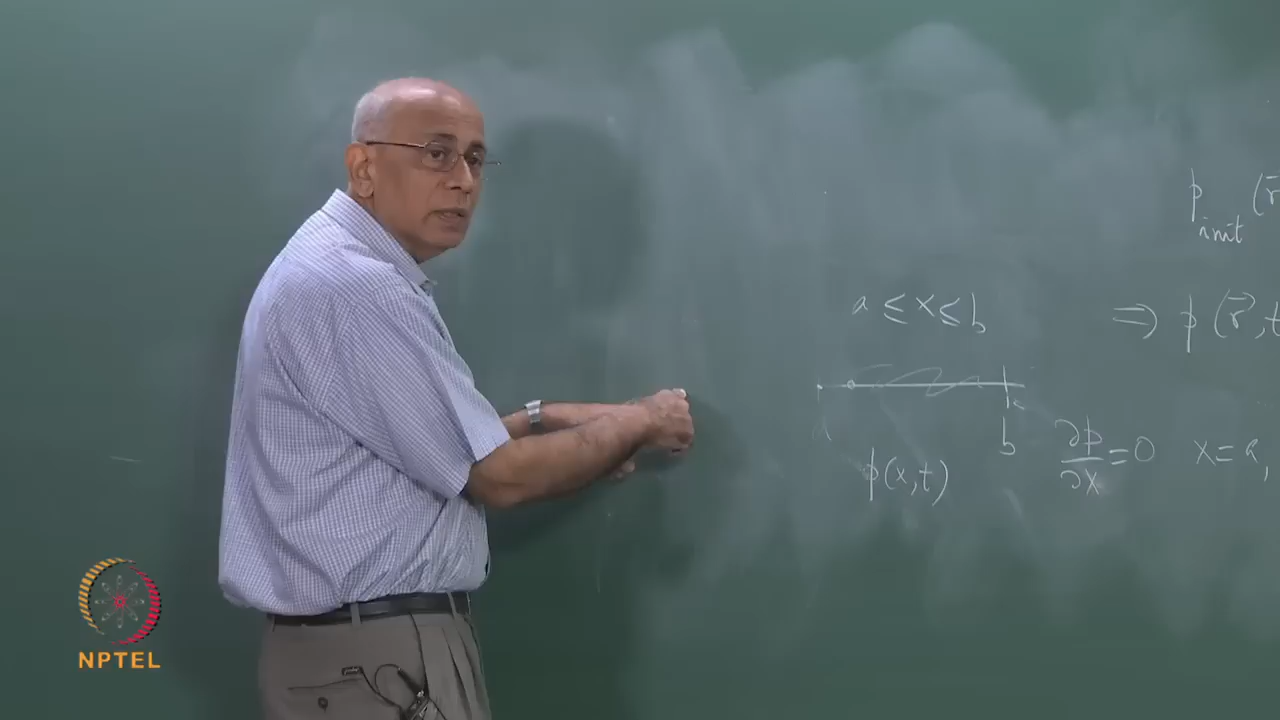 p_init (r⃗
a ≤ x ≤ b
⇒ p(r⃗,t
b
∂p/∂x = 0 x = a,
p(x,t)
NPTEL